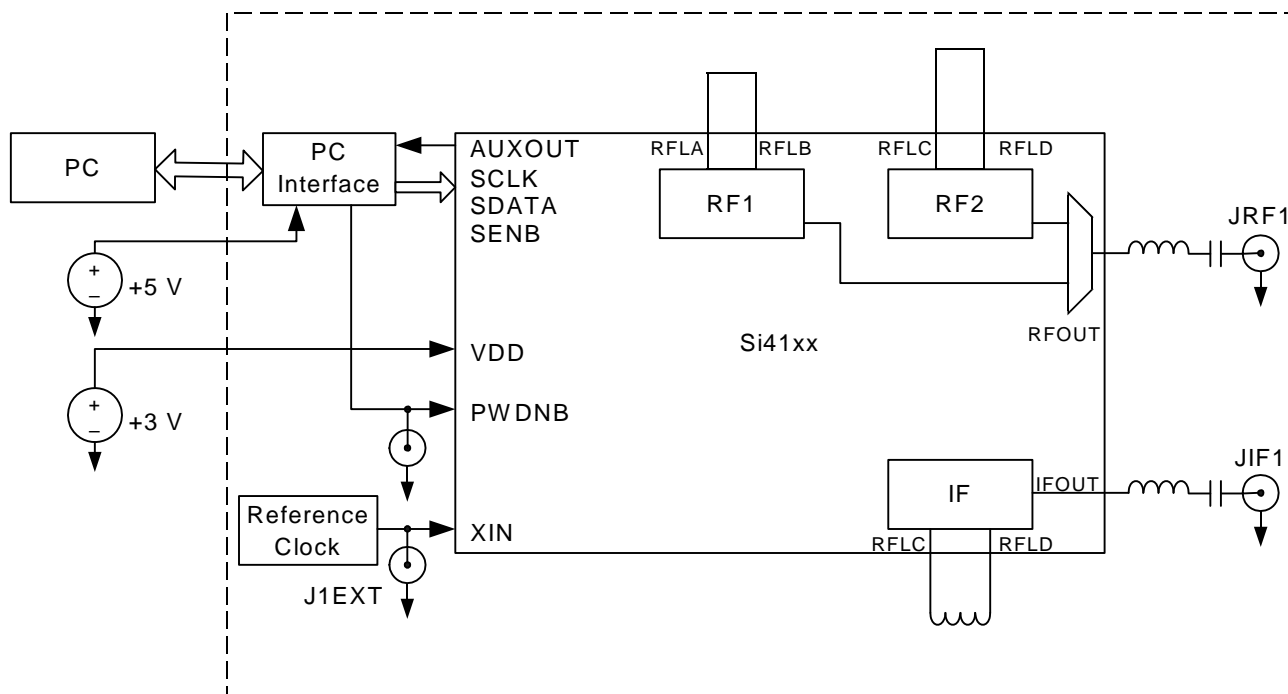 PC
PC
Interface
+
–
+5 V
+
–
+3 V
Reference
Clock
J1EXT
AUXOUT
SCLK
SDATA
SENB
VDD
PWDNB
XIN
RFLA
RFLB
RF1
RFLC
RFLD
RF2
RFOUT
Si41xx
JRF1
IF
IFOUT
RFLC
RFLD
JIF1